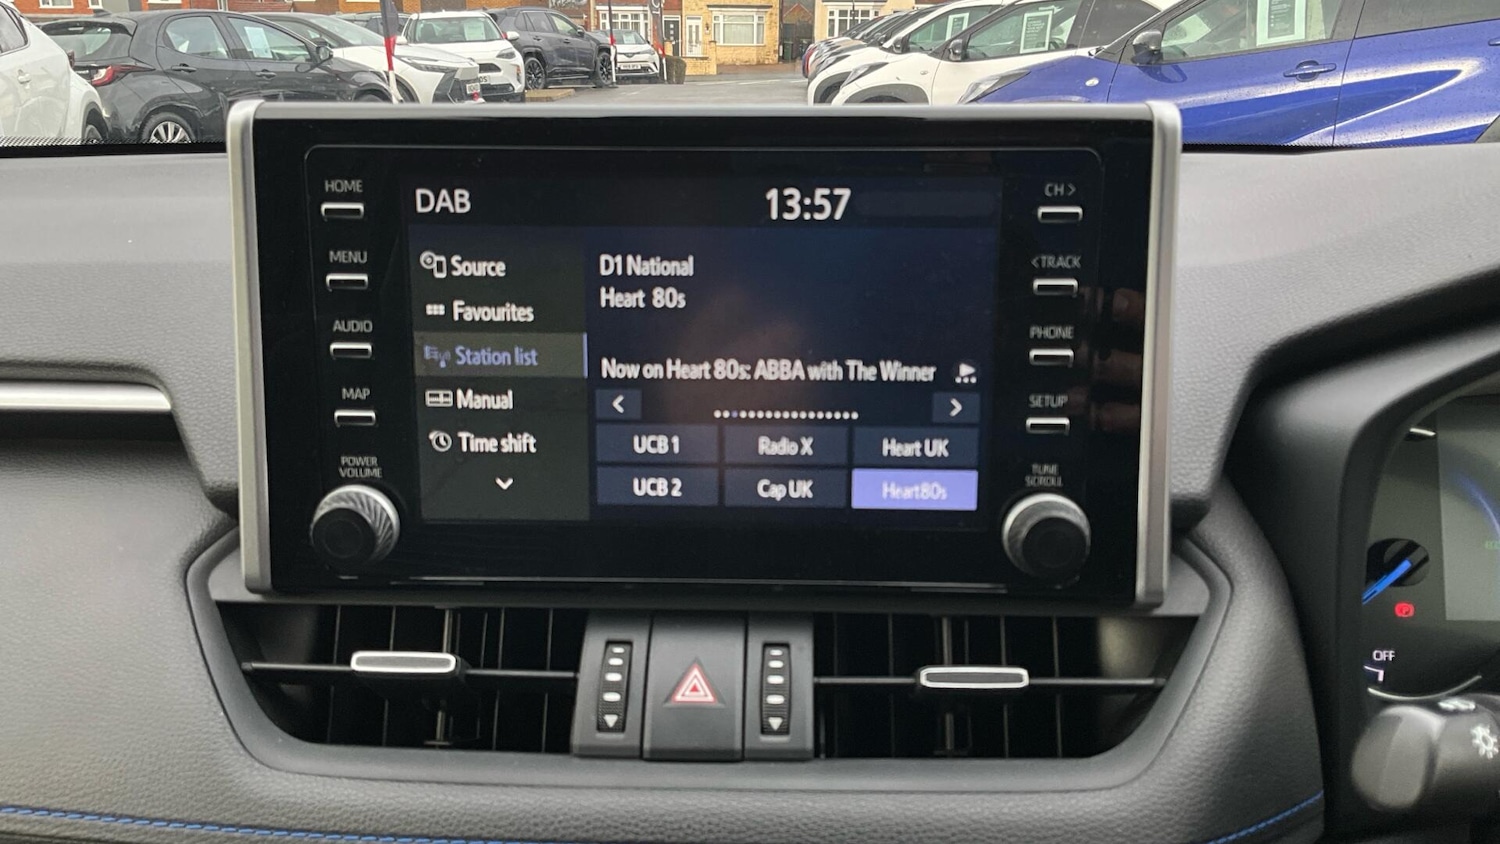 HOME
MENU
AUDIO
MAP
POWER
VOLUME
DAB
13:57
Source
Favourites
Station list
Manual
Time shift
D1 National
Heart 80s
Now on Heart 80s: ABBA with The Winner
UCB 1
Radio X
Heart UK
UCB 2
Cap UK
Heart80s
CH >
< TRACK
PHONE
SETUP
TUNE
SCROLL
OFF